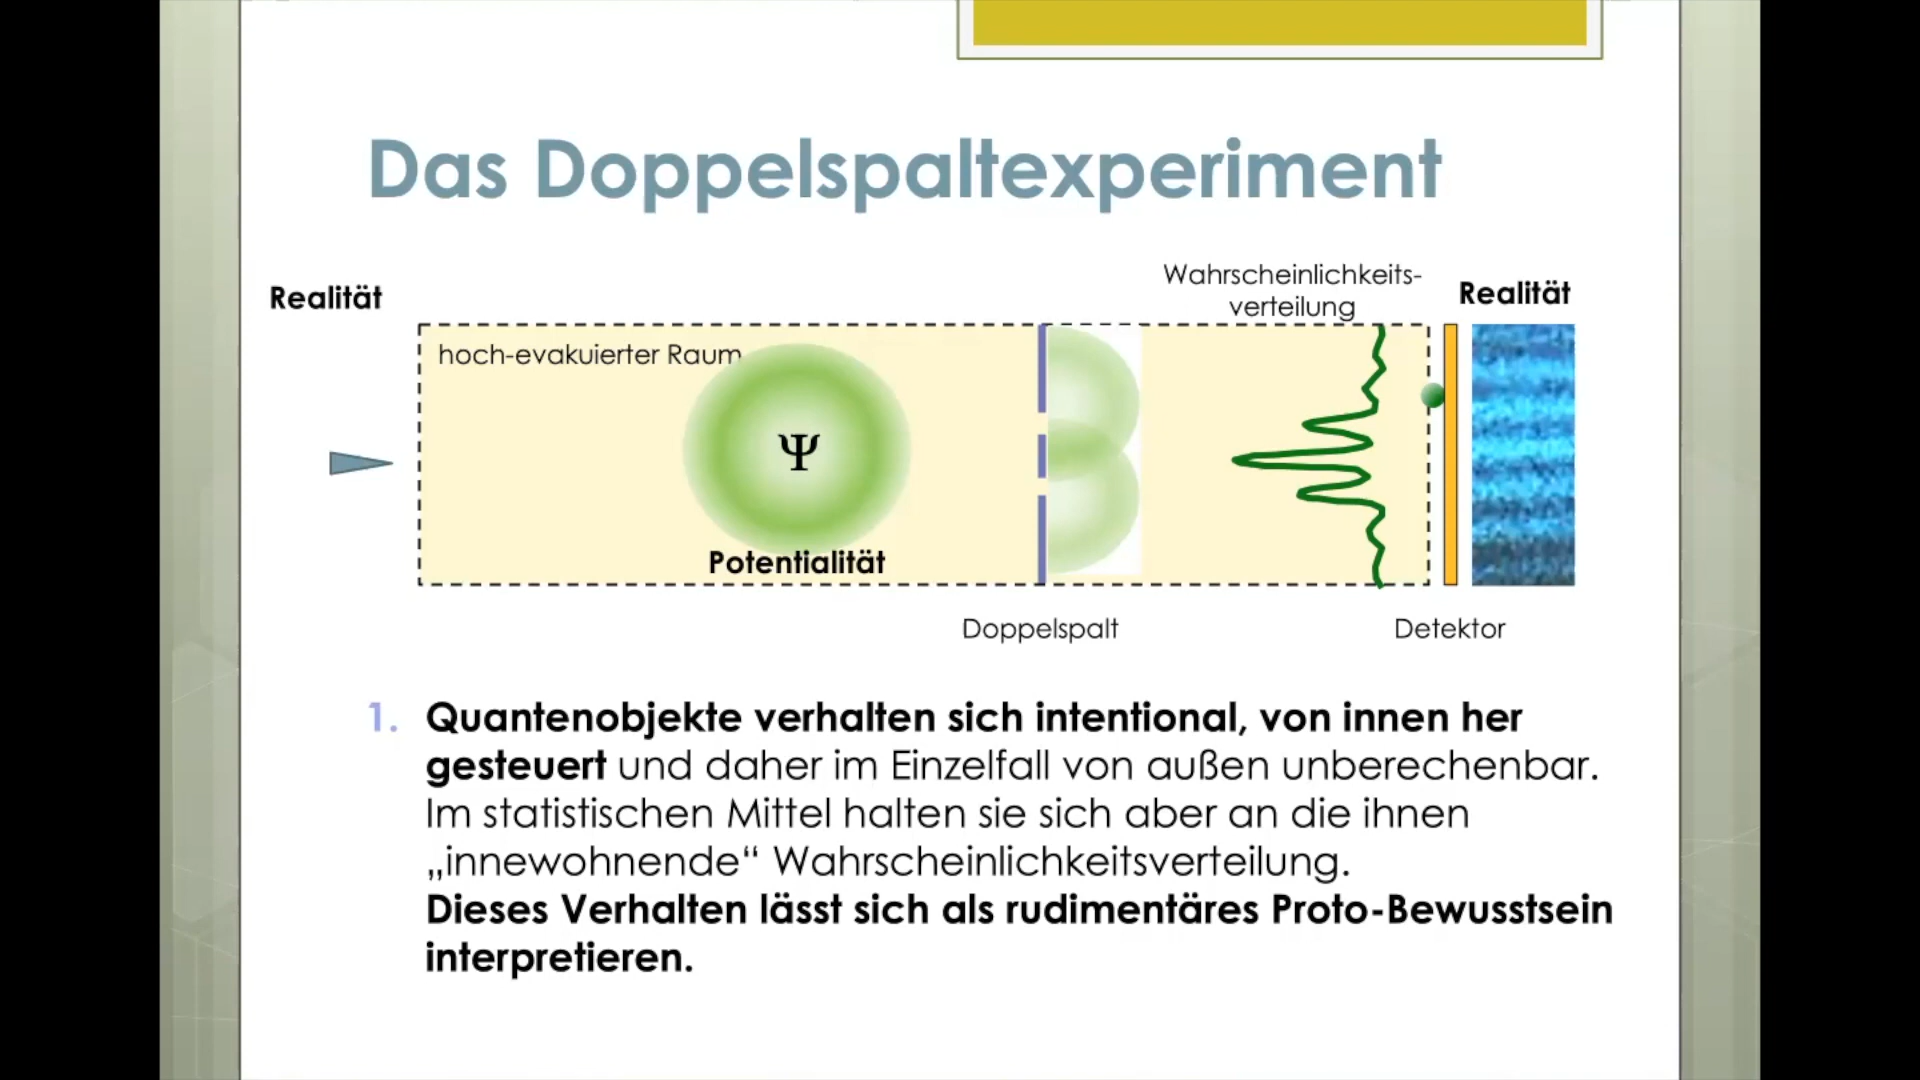 Das Doppelspaltexperiment
Realität
Wahrscheinlichkeits-
verteilung
Realität
hoch-evakuierter Raum
Ψ
Potentialität
Doppelspalt
Detektor
1. Quantenobjekte verhalten sich intentional, von innen her
gesteuert und daher im Einzelfall von außen unberechenbar.
Im statistischen Mittel halten sie sich aber an die ihnen
„innewohnende“ Wahrscheinlichkeitsverteilung.
Dieses Verhalten lässt sich als rudimentäres Proto-Bewusstsein
interpretieren.